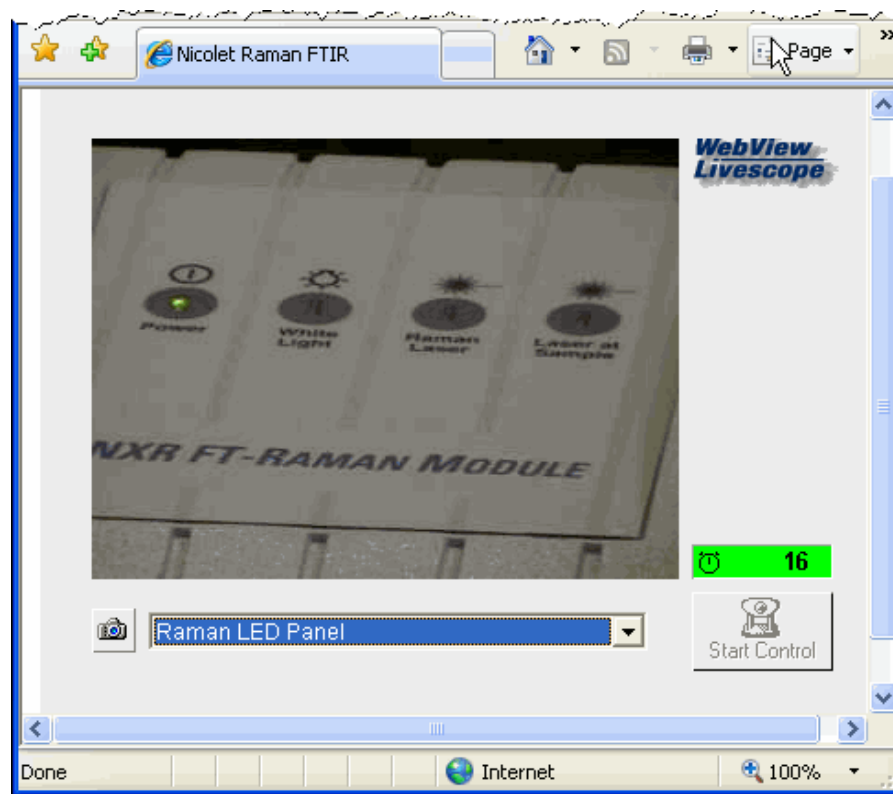 Nicolet Raman FTIR
Page
WebView
Livescope
Power
White
Light
Raman
Laser
Laser at
Sample
NXR FT-RAMAN MODULE
16
Raman LED Panel
Start Control
Done
Internet
100%